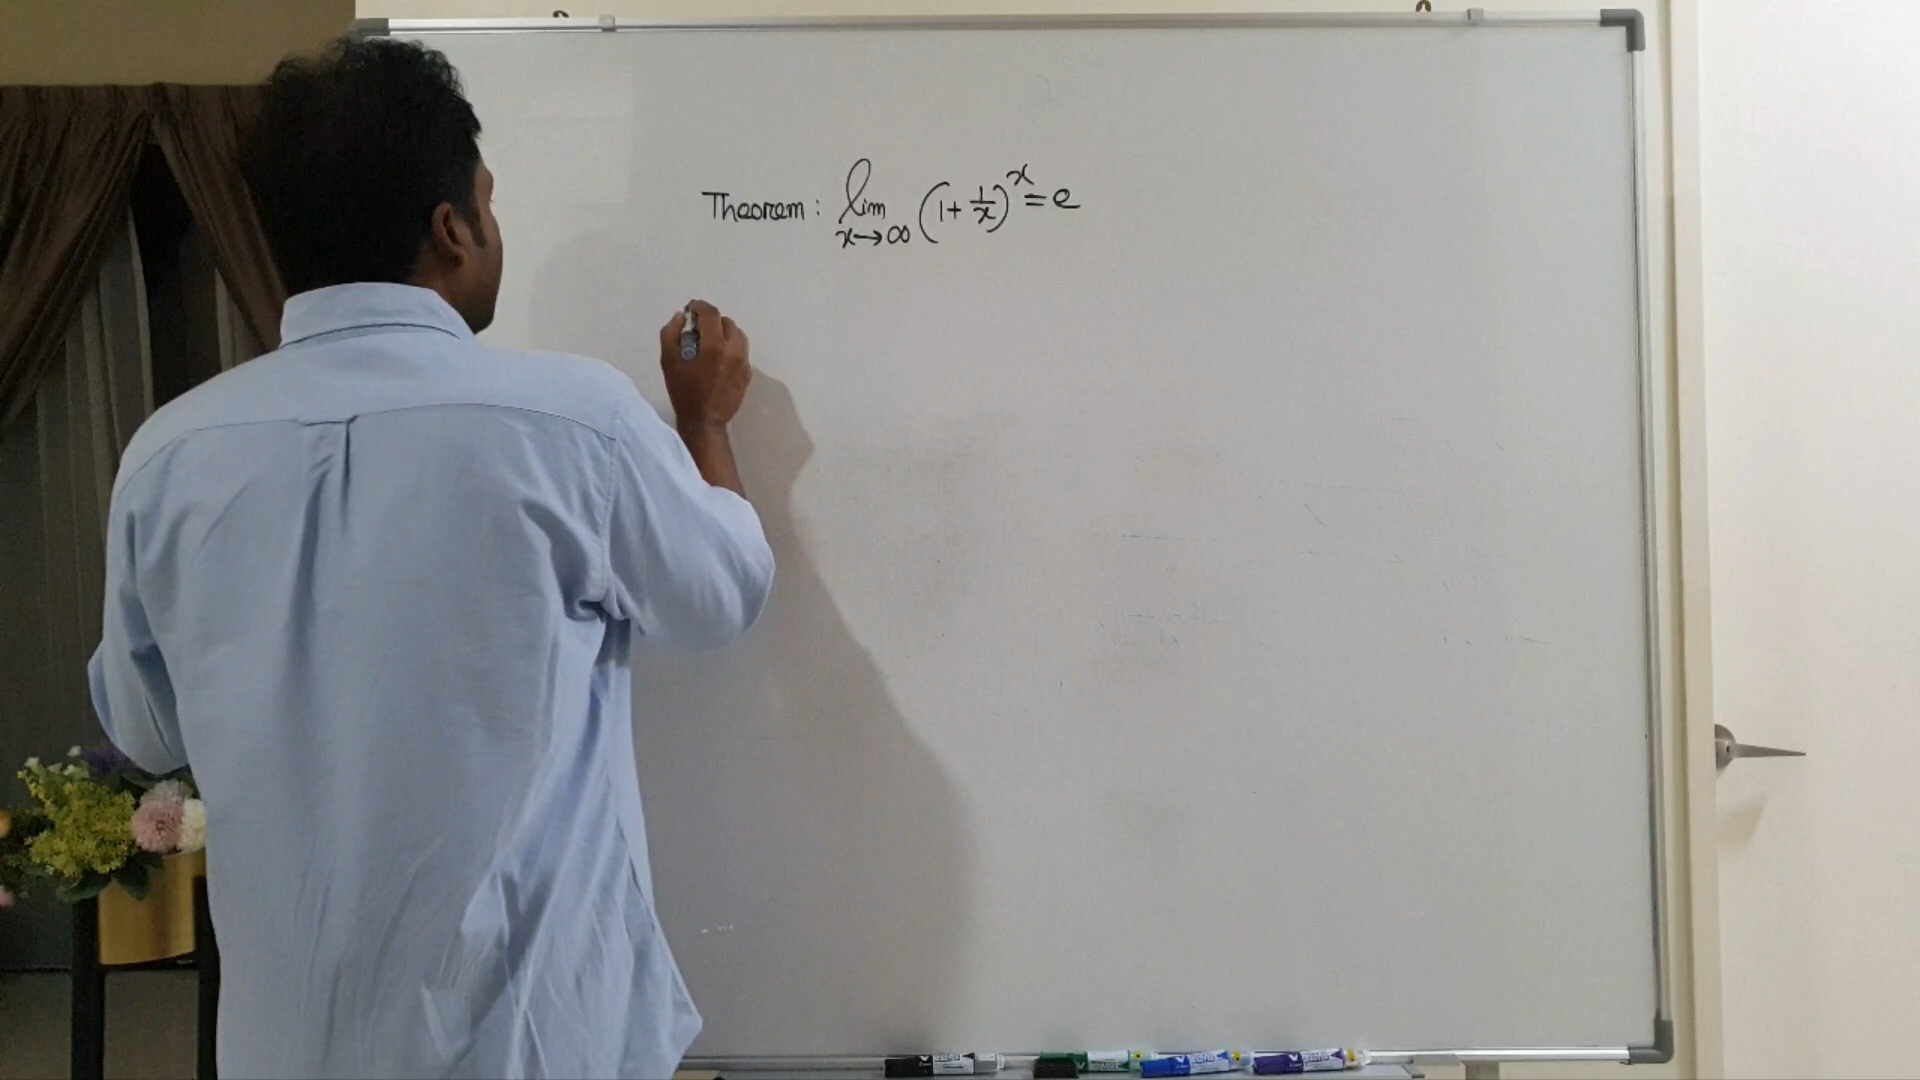 Theorem: lim x→∞ (1+ 1/x)^x = e